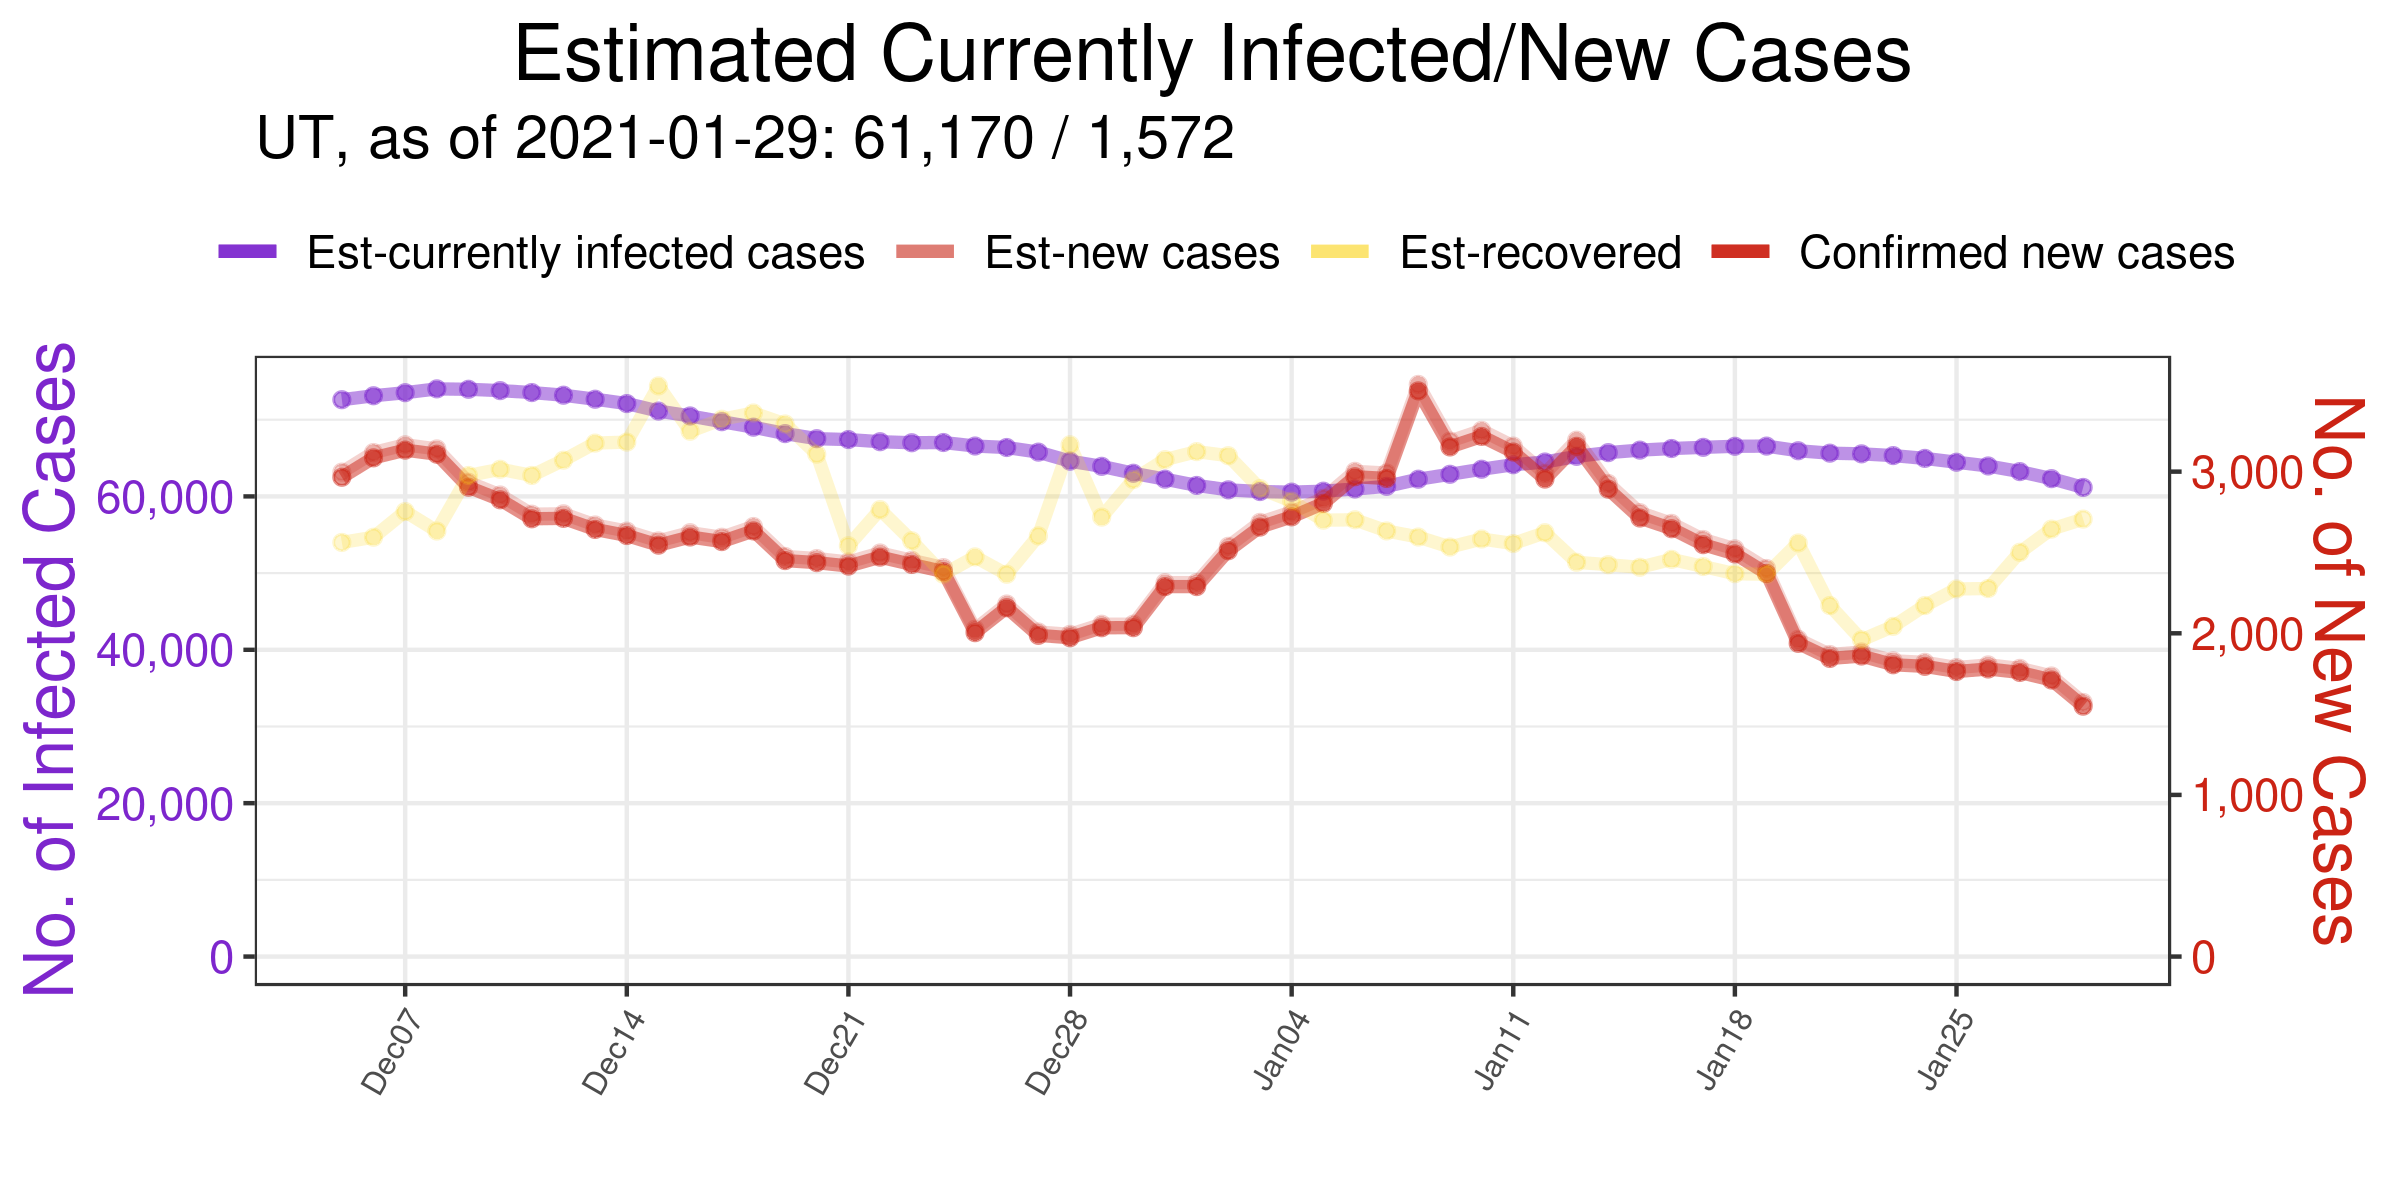 Estimated Currently Infected/New Cases
UT, as of 2021-01-29: 61,170 / 1,572
Est-currently infected cases Est-new cases Est-recovered Confirmed new cases
No. of Infected Cases
60,000
40,000
20,000
0
3,000
2,000
1,000
0
No. of New Cases
Dec07 Dec14 Dec21 Dec28 Jan04 Jan11 Jan18 Jan25